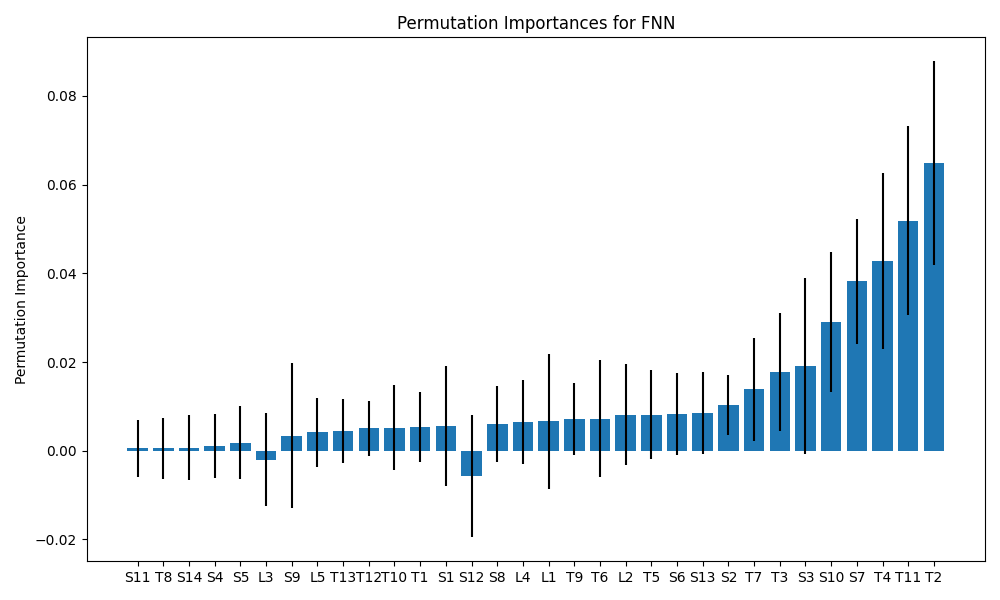 Permutation Importances for FNN
Permutation Importance
0.08
0.06
0.04
0.02
0.00
−0.02
S11 T8 S14 S4 S5 L3 S9 L5 T13 T12 T10 T1 S1 S12 S8 L4 L1 T9 T6 L2 T5 S6 S13 S2 T7 T3 S3 S10 S7 T4 T11 T2